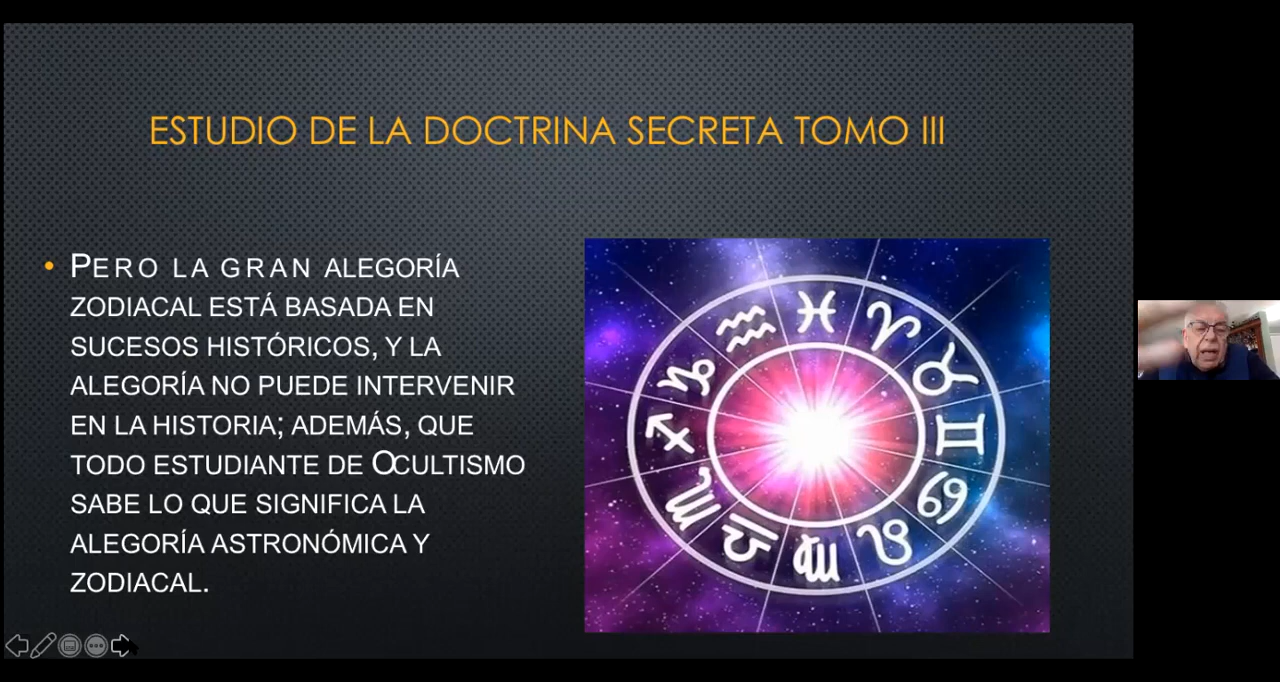 ESTUDIO DE LA DOCTRINA SECRETA TOMO III
• PERO LA GRAN ALEGORÍA
ZODIACAL ESTÁ BASADA EN
SUCESOS HISTÓRICOS, Y LA
ALEGORÍA NO PUEDE INTERVENIR
EN LA HISTORIA; ADEMÁS, QUE
TODO ESTUDIANTE DE OCULTISMO
SABE LO QUE SIGNIFICA LA
ALEGORÍA ASTRONÓMICA Y
ZODIACAL.